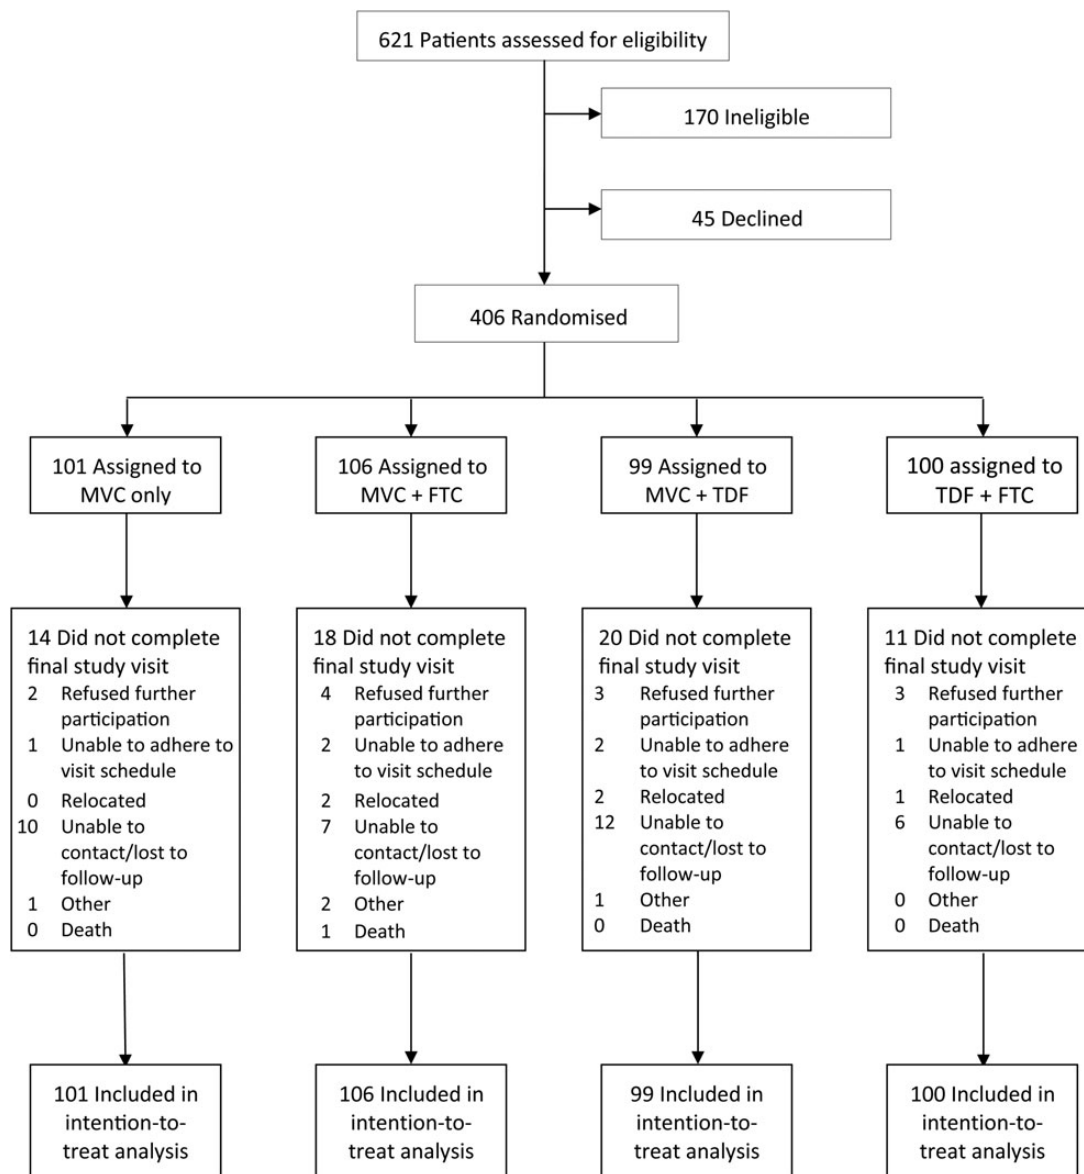 621 Patients assessed for eligibility
170 Ineligible
45 Declined
406 Randomised
101 Assigned to
MVC only
106 Assigned to
MVC + FTC
99 Assigned to
MVC + TDF
100 assigned to
TDF + FTC
14 Did not complete
final study visit
2 Refused further
participation
1 Unable to adhere to
visit schedule
0 Relocated
10 Unable to
contact/lost to
follow-up
1 Other
0 Death
18 Did not complete
final study visit
4 Refused further
participation
2 Unable to adhere
to visit schedule
2 Relocated
7 Unable to
contact/lost to
follow-up
2 Other
1 Death
20 Did not complete
final study visit
3 Refused further
participation
2 Unable to adhere
to visit schedule
2 Relocated
12 Unable to
contact/lost to
follow-up
1 Other
0 Death
11 Did not complete
final study visit
3 Refused further
participation
1 Unable to adhere
to visit schedule
1 Relocated
6 Unable to
contact/lost to
follow-up
0 Other
0 Death
101 Included in
intention-to-
treat analysis
106 Included in
intention-to-
treat analysis
99 Included in
intention-to-
treat analysis
100 Included in
intention-to-
treat analysis